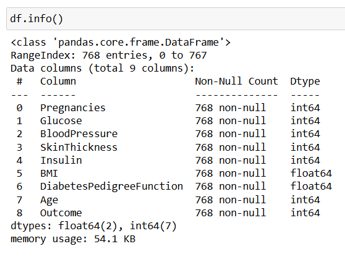 df.info()
<class 'pandas.core.frame.DataFrame'>
RangeIndex: 768 entries, 0 to 767
Data columns (total 9 columns):
 #   Column                    Non-Null Count  Dtype
---  ------                    --------------  -----
 0   Pregnancies               768 non-null    int64
 1   Glucose                   768 non-null    int64
 2   BloodPressure             768 non-null    int64
 3   SkinThickness             768 non-null    int64
 4   Insulin                   768 non-null    int64
 5   BMI                       768 non-null    float64
 6   DiabetesPedigreeFunction  768 non-null    float64
 7   Age                       768 non-null    int64
 8   Outcome                   768 non-null    int64
dtypes: float64(2), int64(7)
memory usage: 54.1 KB